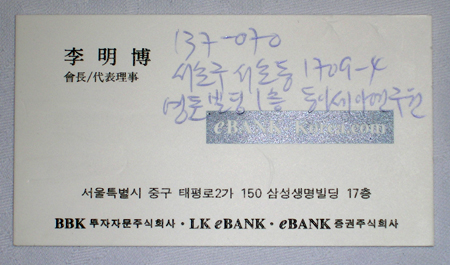 李明博
會長/代表理事
137-070
서초구 서초동 1709-4
영포빌딩 1층 동아시아연구원
eBANK-Korea.com
서울특별시 중구 태평로2가 150 삼성생명빌딩 17층
BBK 투자자문주식회사 · LK eBANK · eBANK 증권주식회사